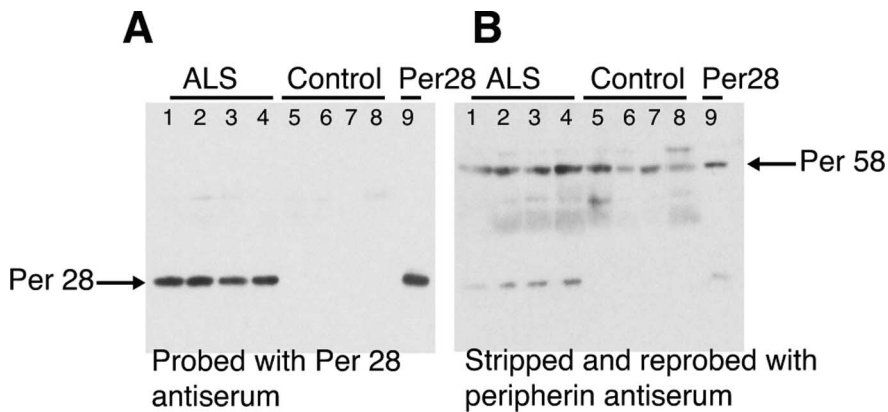 A
B
ALS Control Per28
ALS Control Per28
1 2 3 4 5 6 7 8 9
1 2 3 4 5 6 7 8 9
Per 58
Per 28
Probed with Per 28
antiserum
Stripped and reprobed with
peripherin antiserum